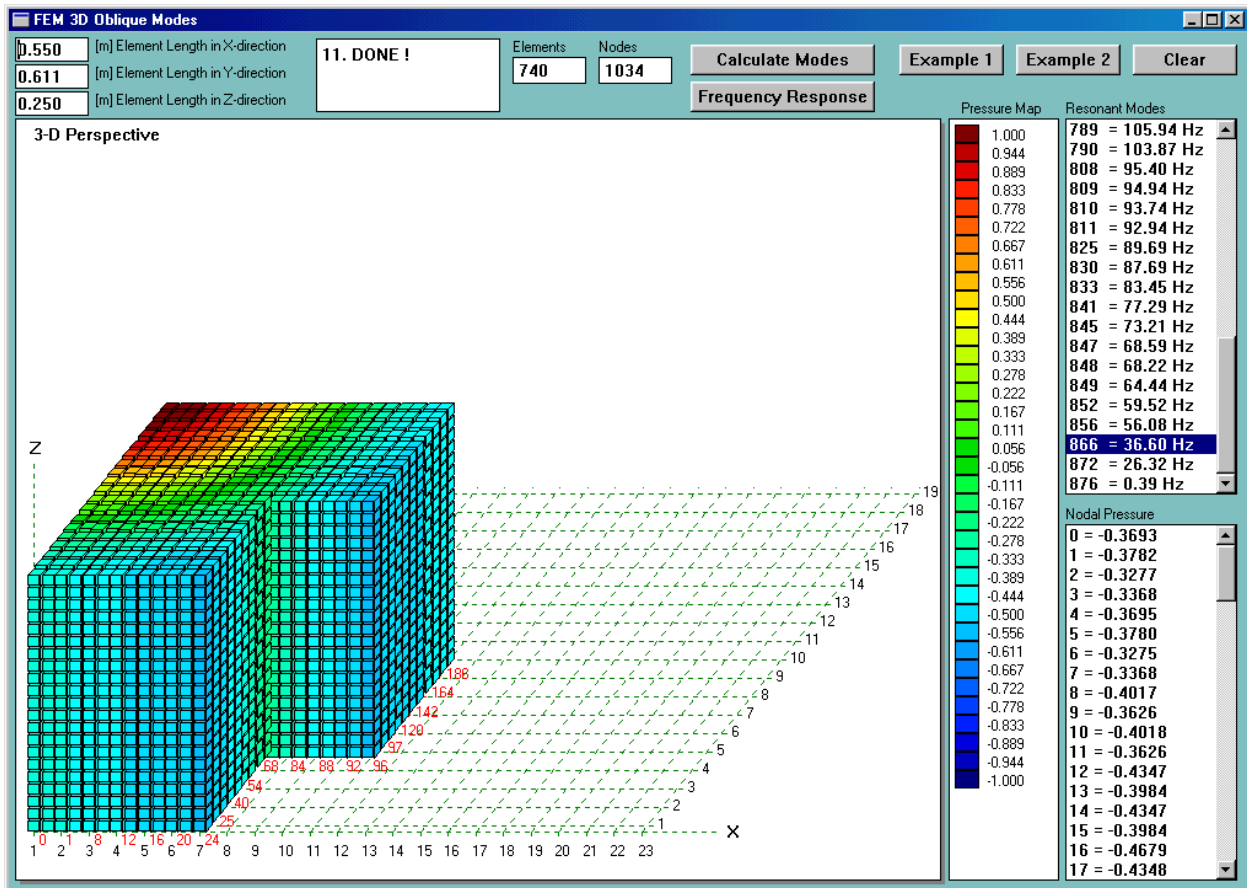 FEM 3D Oblique Modes
0.550 [m] Element Length in X-direction
0.611 [m] Element Length in Y-direction
0.250 [m] Element Length in Z-direction
11. DONE !
Elements
740
Nodes
1034
Calculate Modes
Frequency Response
Example 1
Example 2
Clear
3-D Perspective
Z
X
1 2 3 4 5 6 7 8 9 10 11 12 13 14 15 16 17 18 19 20 21 22 23
1
2
3
4
5
6
7
8
9
10
11
12
13
14
15
16
17
18
19
0 1 8 12 16 20 24
25
40
54
68 84 88 92 96
97
120
142
164
186
Pressure Map
1.000
0.944
0.889
0.833
0.778
0.722
0.667
0.611
0.556
0.500
0.444
0.389
0.333
0.278
0.222
0.167
0.111
0.056
-0.056
-0.111
-0.167
-0.222
-0.278
-0.333
-0.389
-0.444
-0.500
-0.556
-0.611
-0.667
-0.722
-0.778
-0.833
-0.889
-0.944
-1.000
Resonant Modes
789 = 105.94 Hz
790 = 103.87 Hz
808 = 95.40 Hz
809 = 94.94 Hz
810 = 93.74 Hz
811 = 92.94 Hz
825 = 89.69 Hz
830 = 87.69 Hz
833 = 83.45 Hz
841 = 77.29 Hz
845 = 73.21 Hz
847 = 68.59 Hz
848 = 68.22 Hz
849 = 64.44 Hz
852 = 59.52 Hz
856 = 56.08 Hz
866 = 36.60 Hz
872 = 26.32 Hz
876 = 0.39 Hz
Nodal Pressure
0 = -0.3693
1 = -0.3782
2 = -0.3277
3 = -0.3368
4 = -0.3695
5 = -0.3780
6 = -0.3275
7 = -0.3368
8 = -0.4017
9 = -0.3626
10 = -0.4018
11 = -0.3626
12 = -0.4347
13 = -0.3984
14 = -0.4347
15 = -0.3984
16 = -0.4679
17 = -0.4348